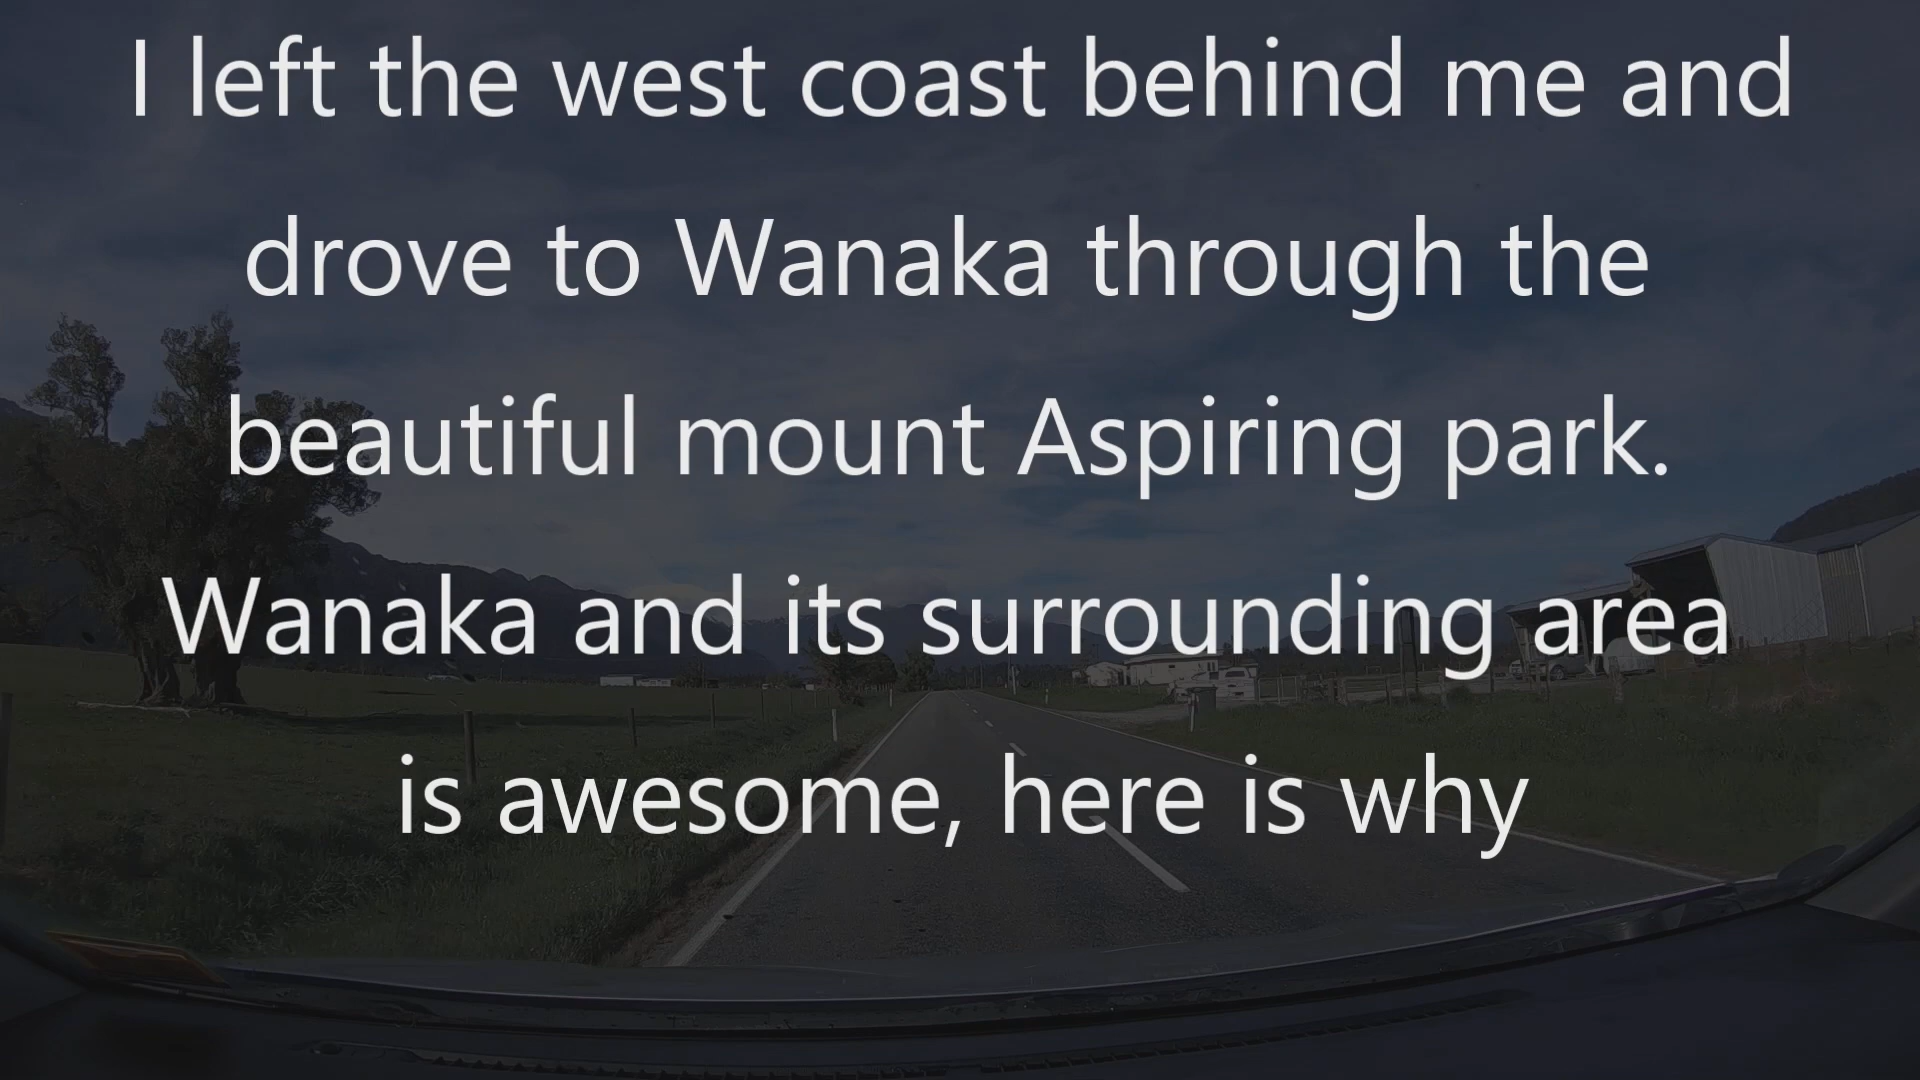 I left the west coast behind me and
drove to Wanaka through the
beautiful mount Aspiring park.
Wanaka and its surrounding area
is awesome, here is why